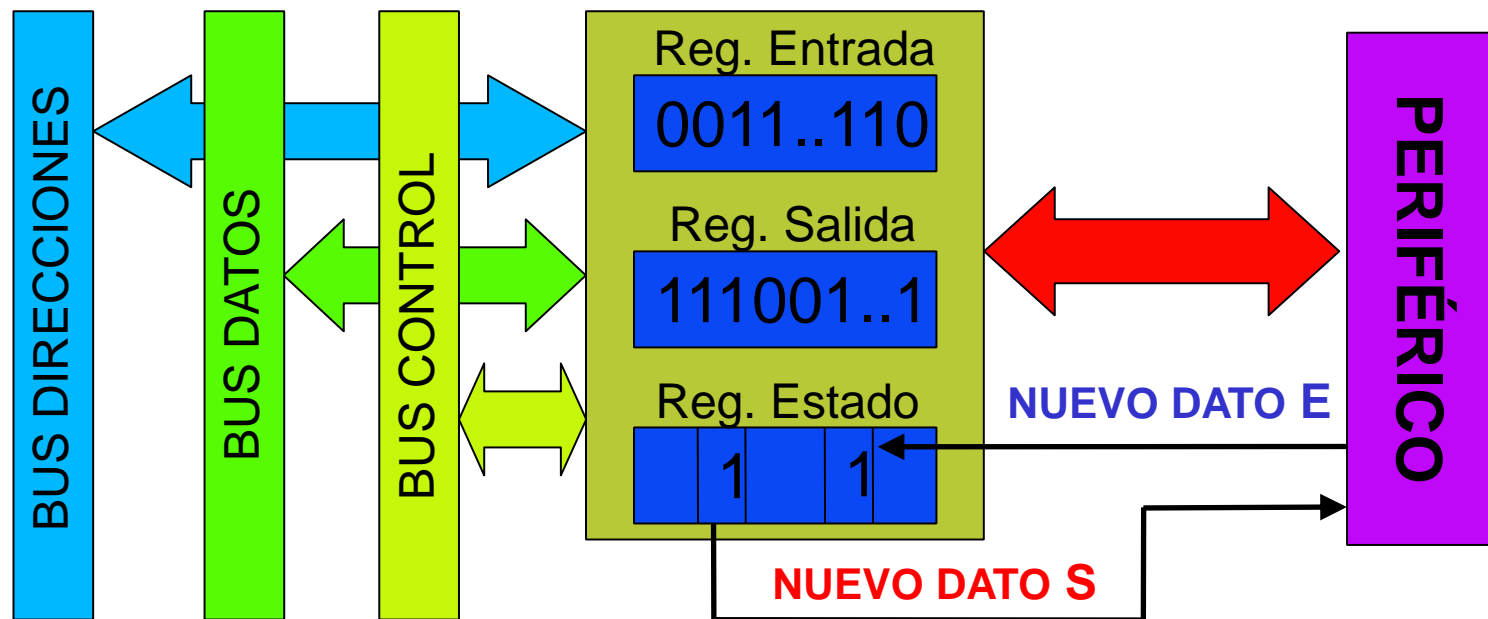 BUS DIRECCIONES
BUS DATOS
BUS CONTROL
Reg. Entrada
0011..110
Reg. Salida
111001..1
Reg. Estado
1 1
NUEVO DATO E
NUEVO DATO S
PERIFÉRICO